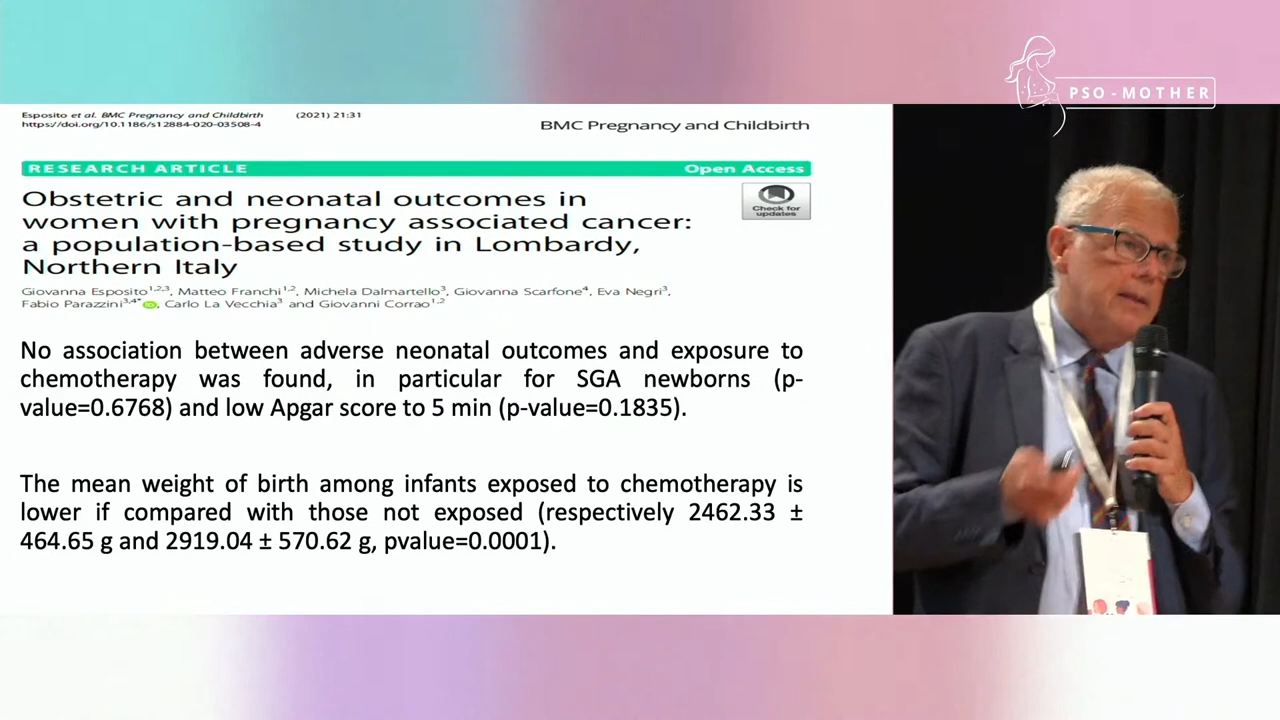 PSO-MOTHER
Esposito et al. BMC Pregnancy and Childbirth (2021) 21:31
https://doi.org/10.1186/s12884-020-03508-4
BMC Pregnancy and Childbirth
RESEARCH ARTICLE Open Access
Obstetric and neonatal outcomes in
women with pregnancy associated cancer:
a population-based study in Lombardy,
Northern Italy
Check for
updates
Giovanna Esposito1,2,3, Matteo Franchi1,2, Michela Dalmartello3, Giovanna Scarfone4, Eva Negri3,
Fabio Parazzini3,4* iD, Carlo La Vecchia3 and Giovanni Corrao1,2
No association between adverse neonatal outcomes and exposure to
chemotherapy was found, in particular for SGA newborns (p-
value=0.6768) and low Apgar score to 5 min (p-value=0.1835).
The mean weight of birth among infants exposed to chemotherapy is
lower if compared with those not exposed (respectively 2462.33 ±
464.65 g and 2919.04 ± 570.62 g, pvalue=0.0001).